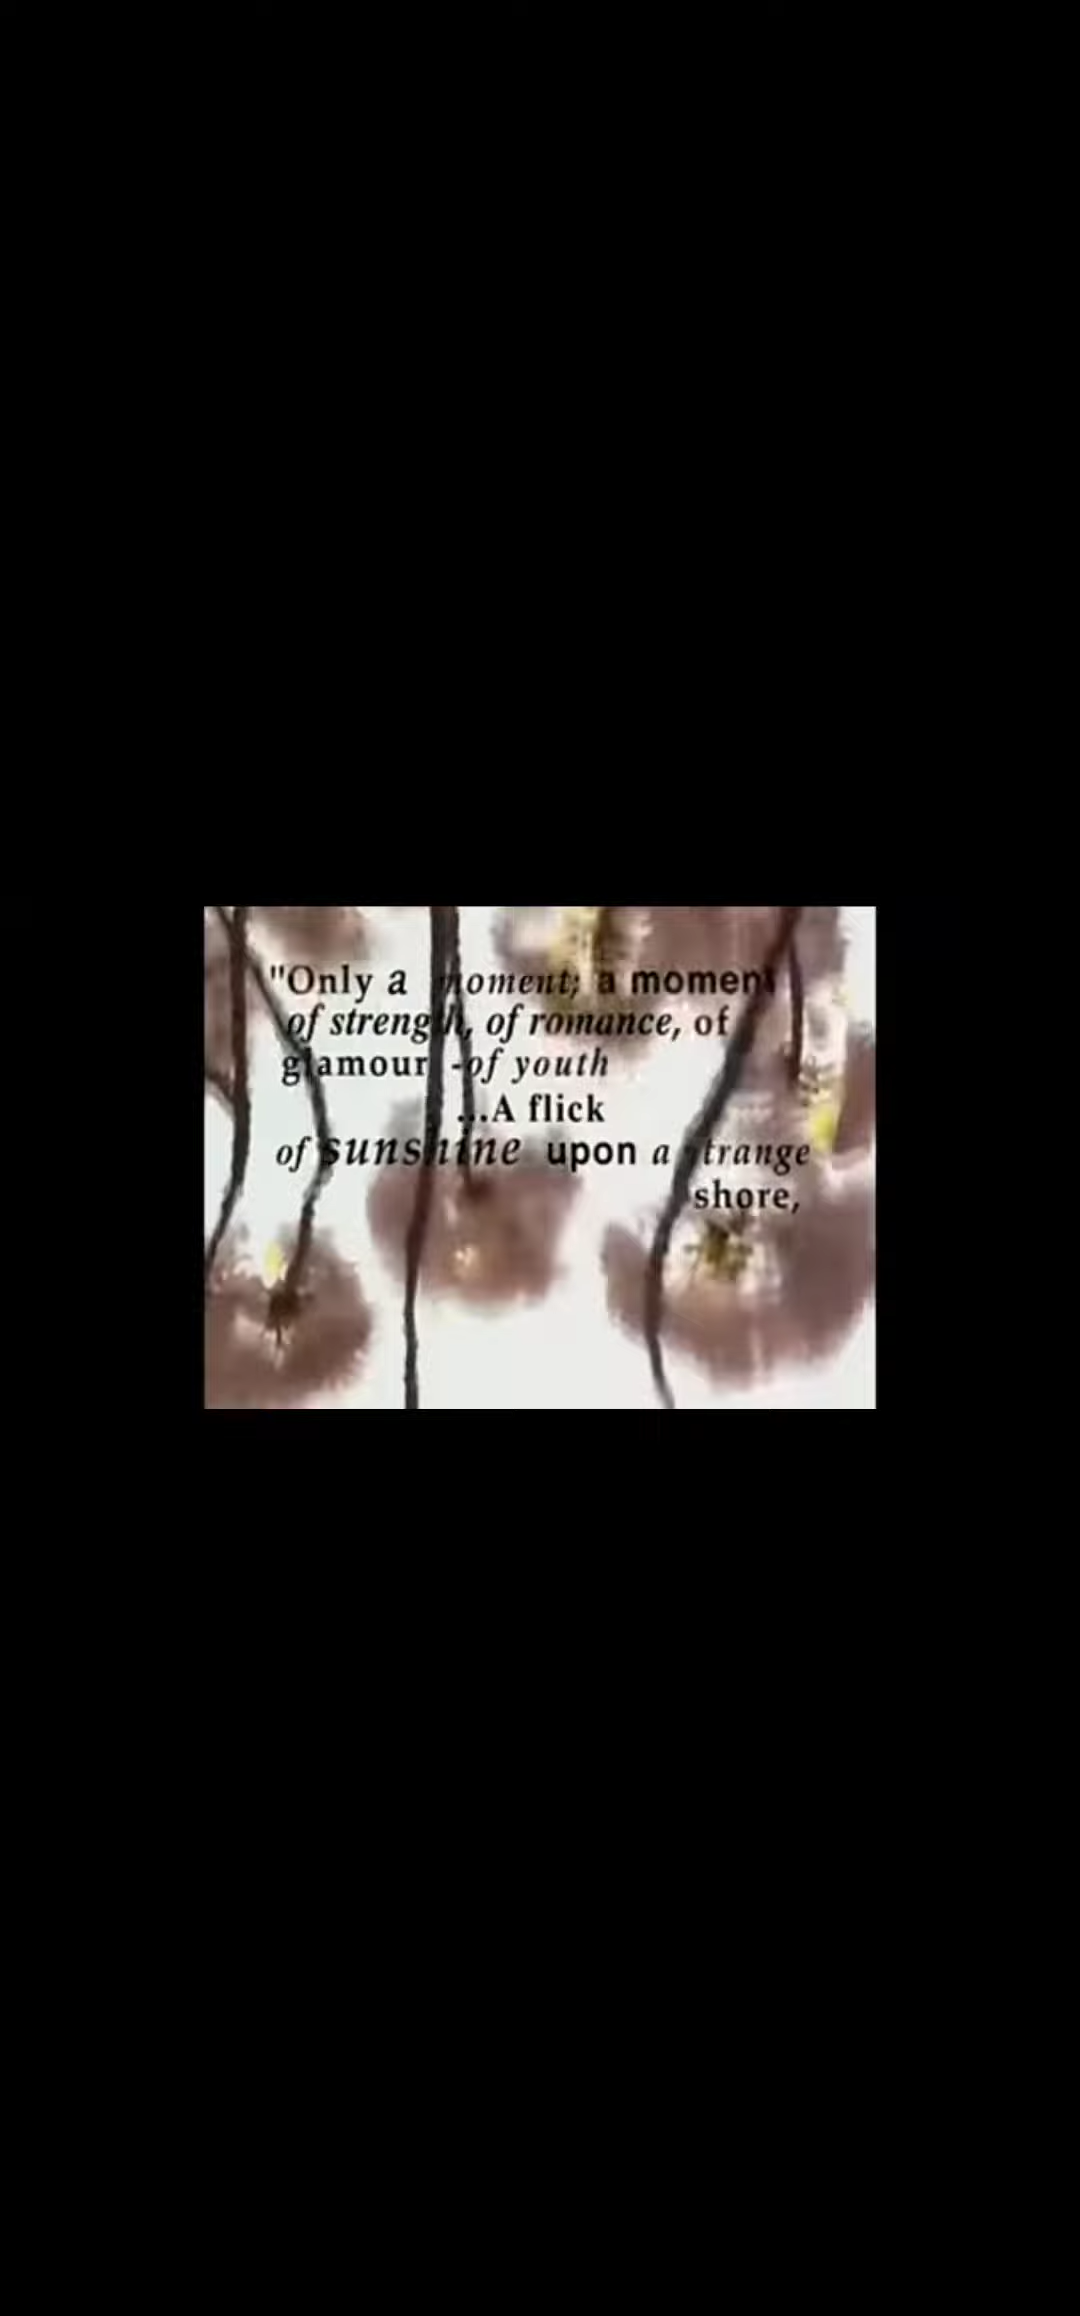 "Only a moment; a moment
of strength, of romance, of
glamour -of youth
...A flick
of sunshine upon a strange
shore,